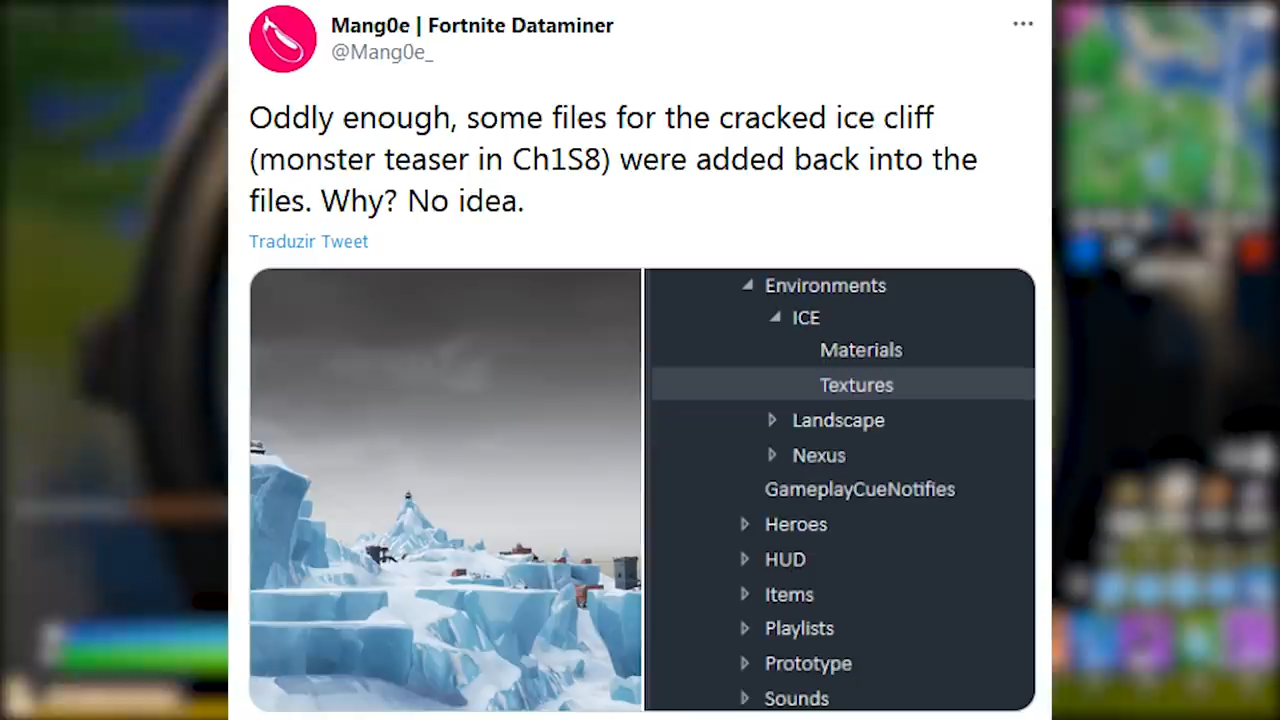 Mang0e | Fortnite Dataminer
@Mang0e_
Oddly enough, some files for the cracked ice cliff
(monster teaser in Ch1S8) were added back into the
files. Why? No idea.
Traduzir Tweet
Environments
ICE
Materials
Textures
Landscape
Nexus
GameplayCueNotifies
Heroes
HUD
Items
Playlists
Prototype
Sounds